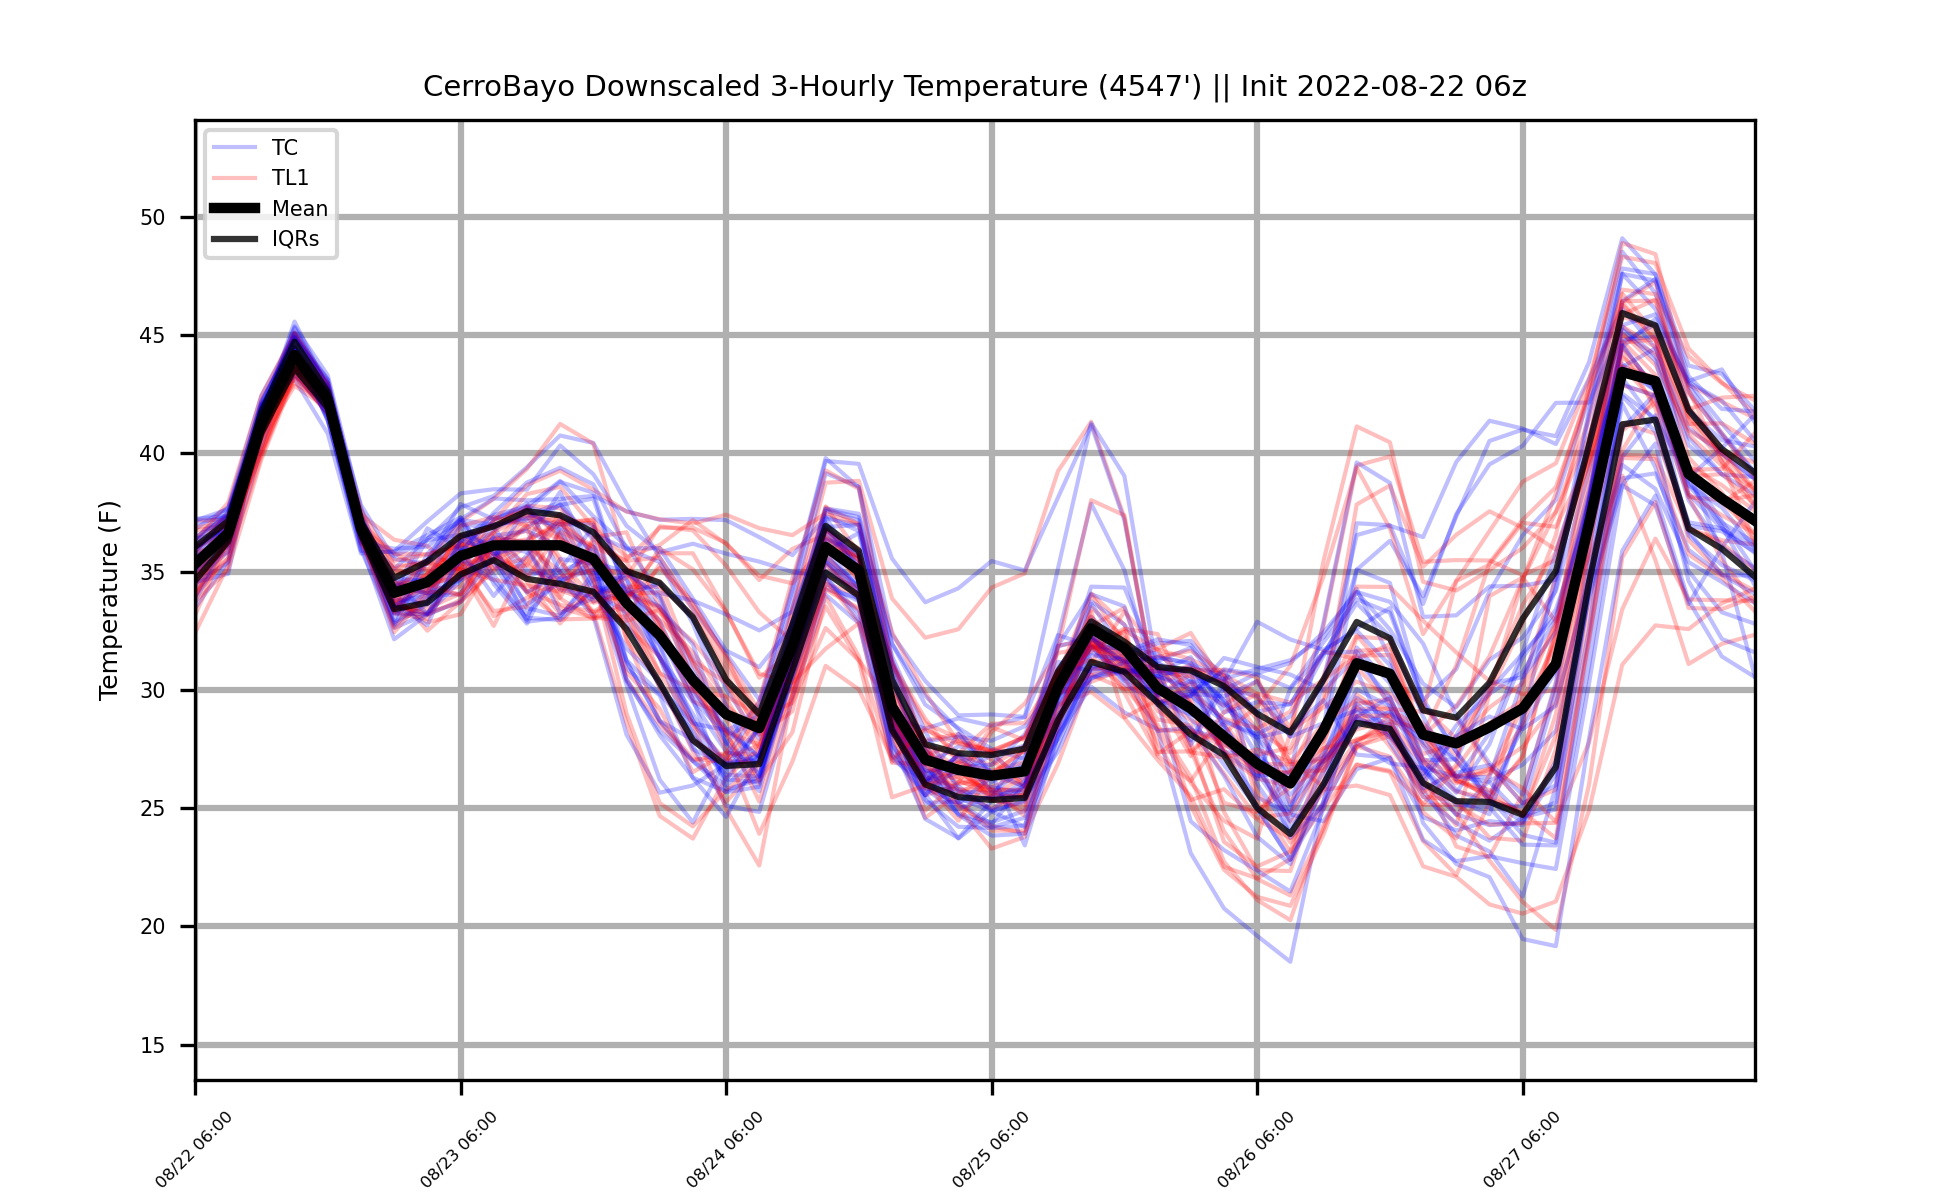 CerroBayo Downscaled 3-Hourly Temperature (4547') || Init 2022-08-22 06z
TC
TL1
Mean
IQRs
Temperature (F)
50
45
40
35
30
25
20
15
08/22 06:00
08/23 06:00
08/24 06:00
08/25 06:00
08/26 06:00
08/27 06:00